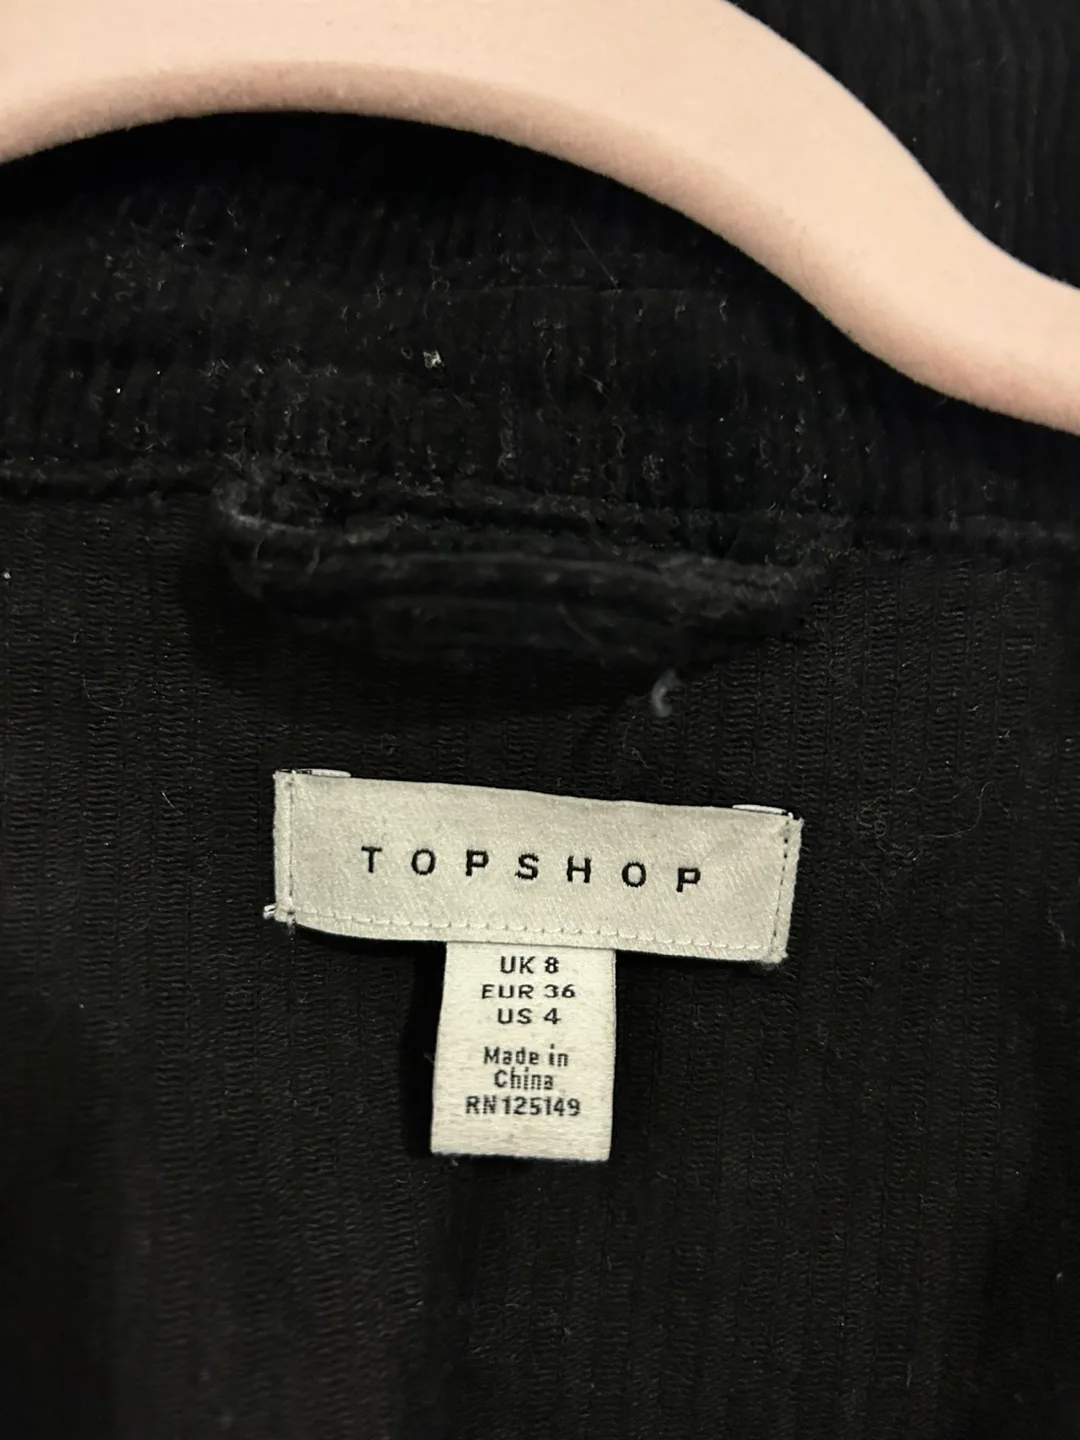 TOPSHOP
UK 8
EUR 36
US 4
Made in
China
RN125149